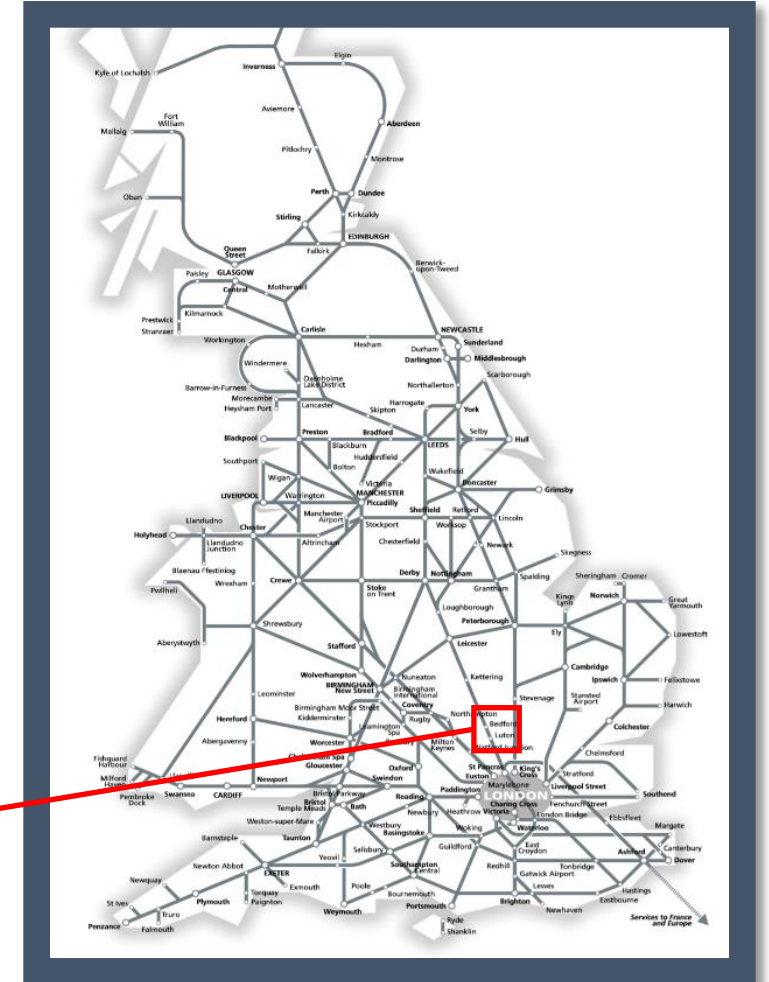 Elgin
Inverness
Kyle of Lochalsh
Aviemore
Fort
William
Aberdeen
Mallaig
Pitlochry
Montrose
Perth
Dundee
Oban
Stirling
Kirkcaldy
EDINBURGH
Queen
Street
Falkirk
Berwick-
upon-Tweed
Paisley
GLASGOW
Central
Motherwell
Kilmarnock
Prestwick
Stranraer
Carlisle
NEWCASTLE
Sunderland
Workington
Hexham
Durham
Darlington
Middlesbrough
Windermere
Scarborough
Oxenholme
Lake District
Barrow-in-Furness
Northallerton
Morecambe
Heysham Port
Lancaster
Harrogate
York
Skipton
Blackpool
Preston
Bradford
LEEDS
Selby
Hull
Blackburn
Huddersfield
Southport
Bolton
Wakefield
Wigan
Victoria
Doncaster
LIVERPOOL
Warrington
MANCHESTER
Piccadilly
Grimsby
Manchester
Airport
Sheffield
Retford
Llandudno
Chester
Stockport
Worksop
Lincoln
Holyhead
Llandudno
Junction
Altrincham
Chesterfield
Newark
Skegness
Blaenau Ffestiniog
Wrexham
Crewe
Stoke
on Trent
Derby
Nottingham
Grantham
Spalding
Sheringham
Cromer
Pwllheli
Kings
Lynn
Norwich
Great
Yarmouth
Loughborough
Peterborough
Aberystwyth
Shrewsbury
Stafford
Leicester
Ely
Lowestoft
Wolverhampton
Nuneaton
Kettering
Cambridge
BIRMINGHAM
New Street
Birmingham
International
Ipswich
Felixstowe
Leominster
Birmingham Moor Street
Coventry
Stevenage
Stansted
Airport
Harwich
Kidderminster
Rugby
Northampton
Bedford
Hereford
Leamington
Spa
Colchester
Worcester
Milton
Keynes
Luton
Abergavenny
Chelmsford
Fishguard
Harbour
Gloucester
Oxford
St Pancras
King's
Cross
Stratford
Milford
Haven
Newport
Swindon
Euston
Marylebone
Liverpool Street
Pembroke
Dock
Swansea
CARDIFF
Bristol Parkway
Paddington
LONDON
Southend
Bristol
Temple Meads
Bath
Reading
Charing Cross
Fenchurch Street
Heathrow
Victoria
London Bridge
Ebbsfleet
Weston-super-Mare
Newbury
Waterloo
Margate
Barnstaple
Taunton
Westbury
Basingstoke
Woking
Canterbury
Salisbury
Guildford
East
Croydon
Ashford
Dover
Newton Abbot
Yeovil
Redhill
Tonbridge
Newquay
EXETER
Southampton
Central
Gatwick Airport
Exmouth
Poole
Lewes
Hastings
St Ives
Plymouth
Torquay
Paignton
Bournemouth
Eastbourne
Truro
Weymouth
Portsmouth
Brighton
Newhaven
Penzance
Falmouth
Ryde
Shanklin
Services to France
and Europe